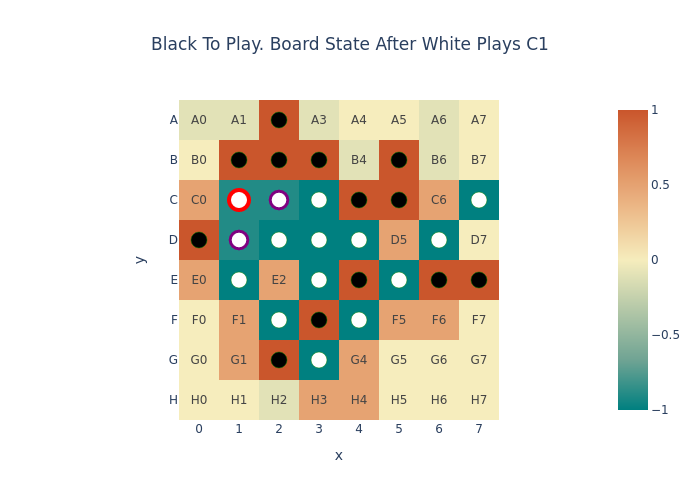 Black To Play. Board State After White Plays C1
A A0 A1 A3 A4 A5 A6 A7 1
B B0 B4 B6 B7
C C0 C6 0.5
D D5 D7
y 0
E E0 E2
F F0 F1 F5 F6 F7 −0.5
G G0 G1 G4 G5 G6 G7
H H0 H1 H2 H3 H4 H5 H6 H7 −1
0 1 2 3 4 5 6 7
x